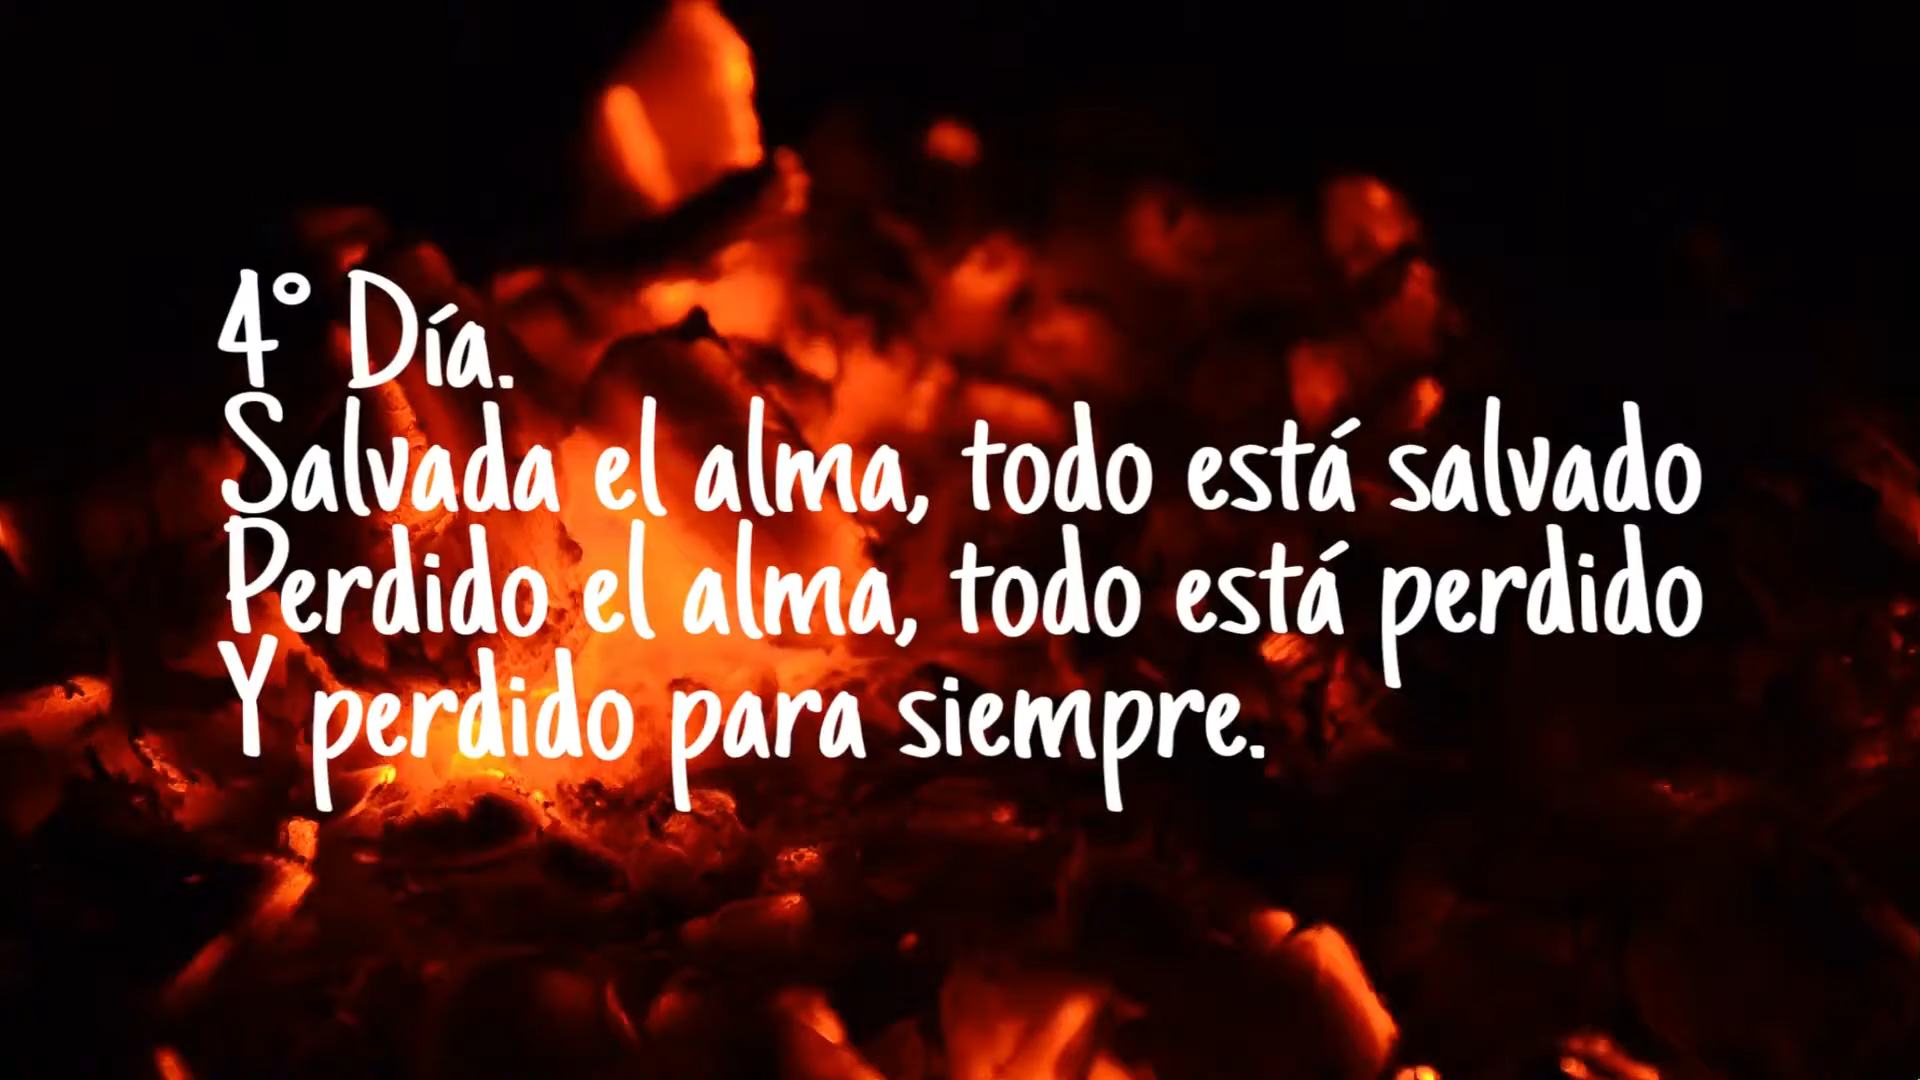 4° Día.
Salvada el alma, todo está salvado
Perdido el alma, todo está perdido
Y perdido para siempre.